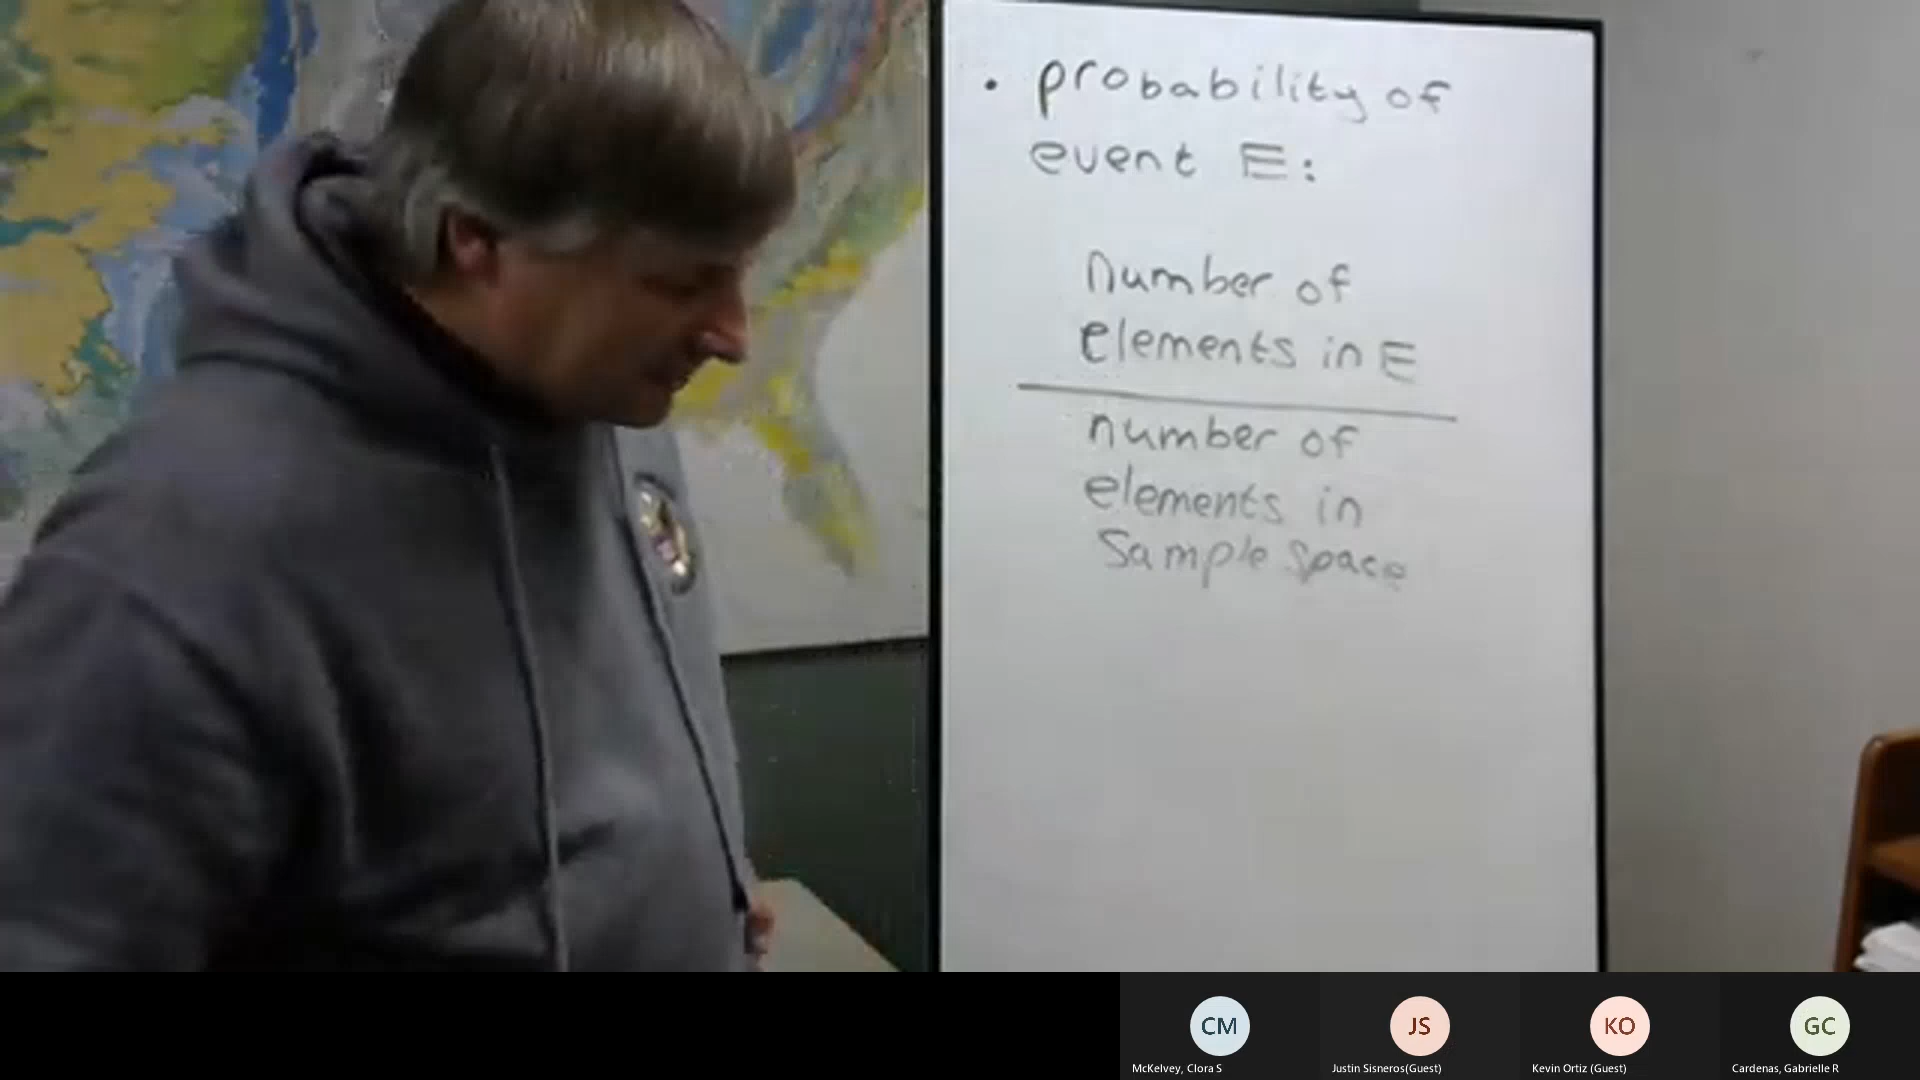 • probability of
event E:
number of
elements in E
number of
elements in
Sample space
CM
JS
KO
GC
McKelvey, Clora S
Justin Sisneros(Guest)
Kevin Ortiz (Guest)
Cardenas, Gabrielle R